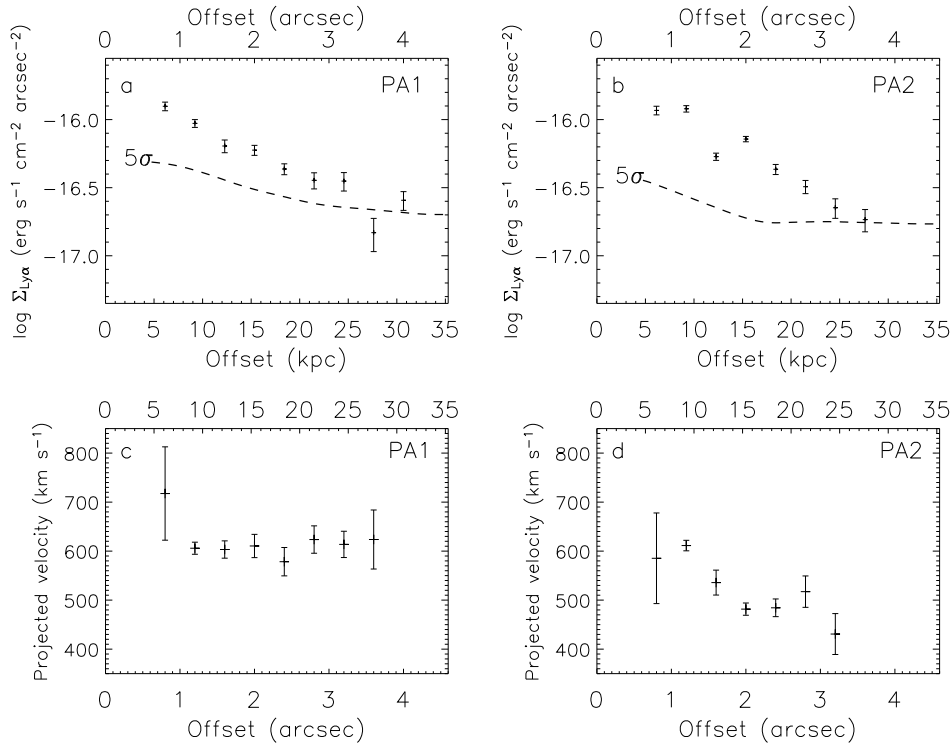 Offset (arcsec)
0 1 2 3 4
a PA1
log Σ_Lyα (erg s⁻¹ cm⁻² arcsec⁻²)
−16.0
5σ
−16.5
−17.0
0 5 10 15 20 25 30 35
Offset (kpc)
Offset (arcsec)
0 1 2 3 4
b PA2
log Σ_Lyα (erg s⁻¹ cm⁻² arcsec⁻²)
−16.0
5σ
−16.5
−17.0
0 5 10 15 20 25 30 35
Offset (kpc)
0 5 10 15 20 25 30 35
c PA1
Projected velocity (km s⁻¹)
800
700
600
500
400
0 1 2 3 4
Offset (arcsec)
0 5 10 15 20 25 30 35
d PA2
Projected velocity (km s⁻¹)
800
700
600
500
400
0 1 2 3 4
Offset (arcsec)